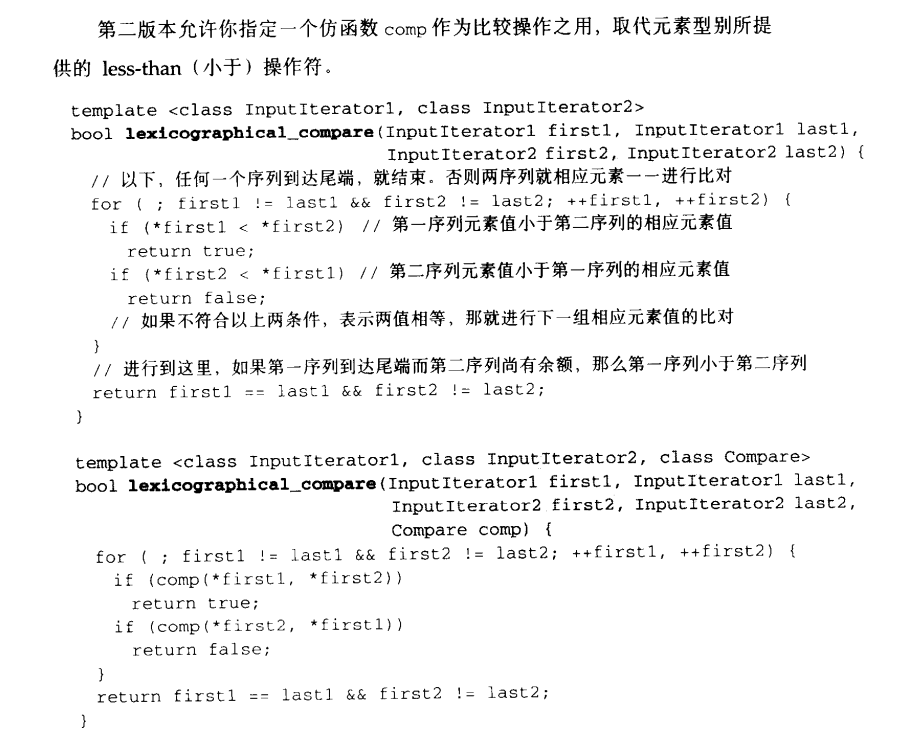 第二版本允许你指定一个仿函数 comp 作为比较操作之用，取代元素型别所提
供的 less-than（小于）操作符。
template <class InputIterator1, class InputIterator2>
bool lexicographical_compare(InputIterator1 first1, InputIterator1 last1,
InputIterator2 first2, InputIterator2 last2) {
// 以下，任何一个序列到达尾端，就结束。否则两序列就相应元素一一进行比对
for ( ; first1 != last1 && first2 != last2; ++first1, ++first2) {
if (*first1 < *first2) // 第一序列元素值小于第二序列的相应元素值
return true;
if (*first2 < *first1) // 第二序列元素值小于第一序列的相应元素值
return false;
// 如果不符合以上两条件，表示两值相等，那就进行下一组相应元素值的比对
}
// 进行到这里，如果第一序列到达尾端而第二序列尚有余额，那么第一序列小于第二序列
return first1 == last1 && first2 != last2;
}
template <class InputIterator1, class InputIterator2, class Compare>
bool lexicographical_compare(InputIterator1 first1, InputIterator1 last1,
InputIterator2 first2, InputIterator2 last2,
Compare comp) {
for ( ; first1 != last1 && first2 != last2; ++first1, ++first2) {
if (comp(*first1, *first2))
return true;
if (comp(*first2, *first1))
return false;
}
return first1 == last1 && first2 != last2;
}